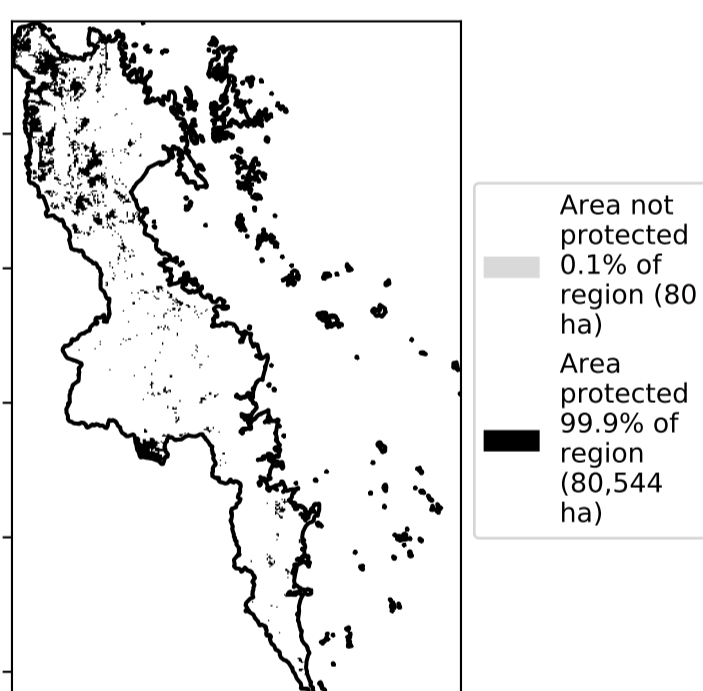 Area not
protected
0.1% of
region (80
ha)
Area
protected
99.9% of
region
(80,544
ha)